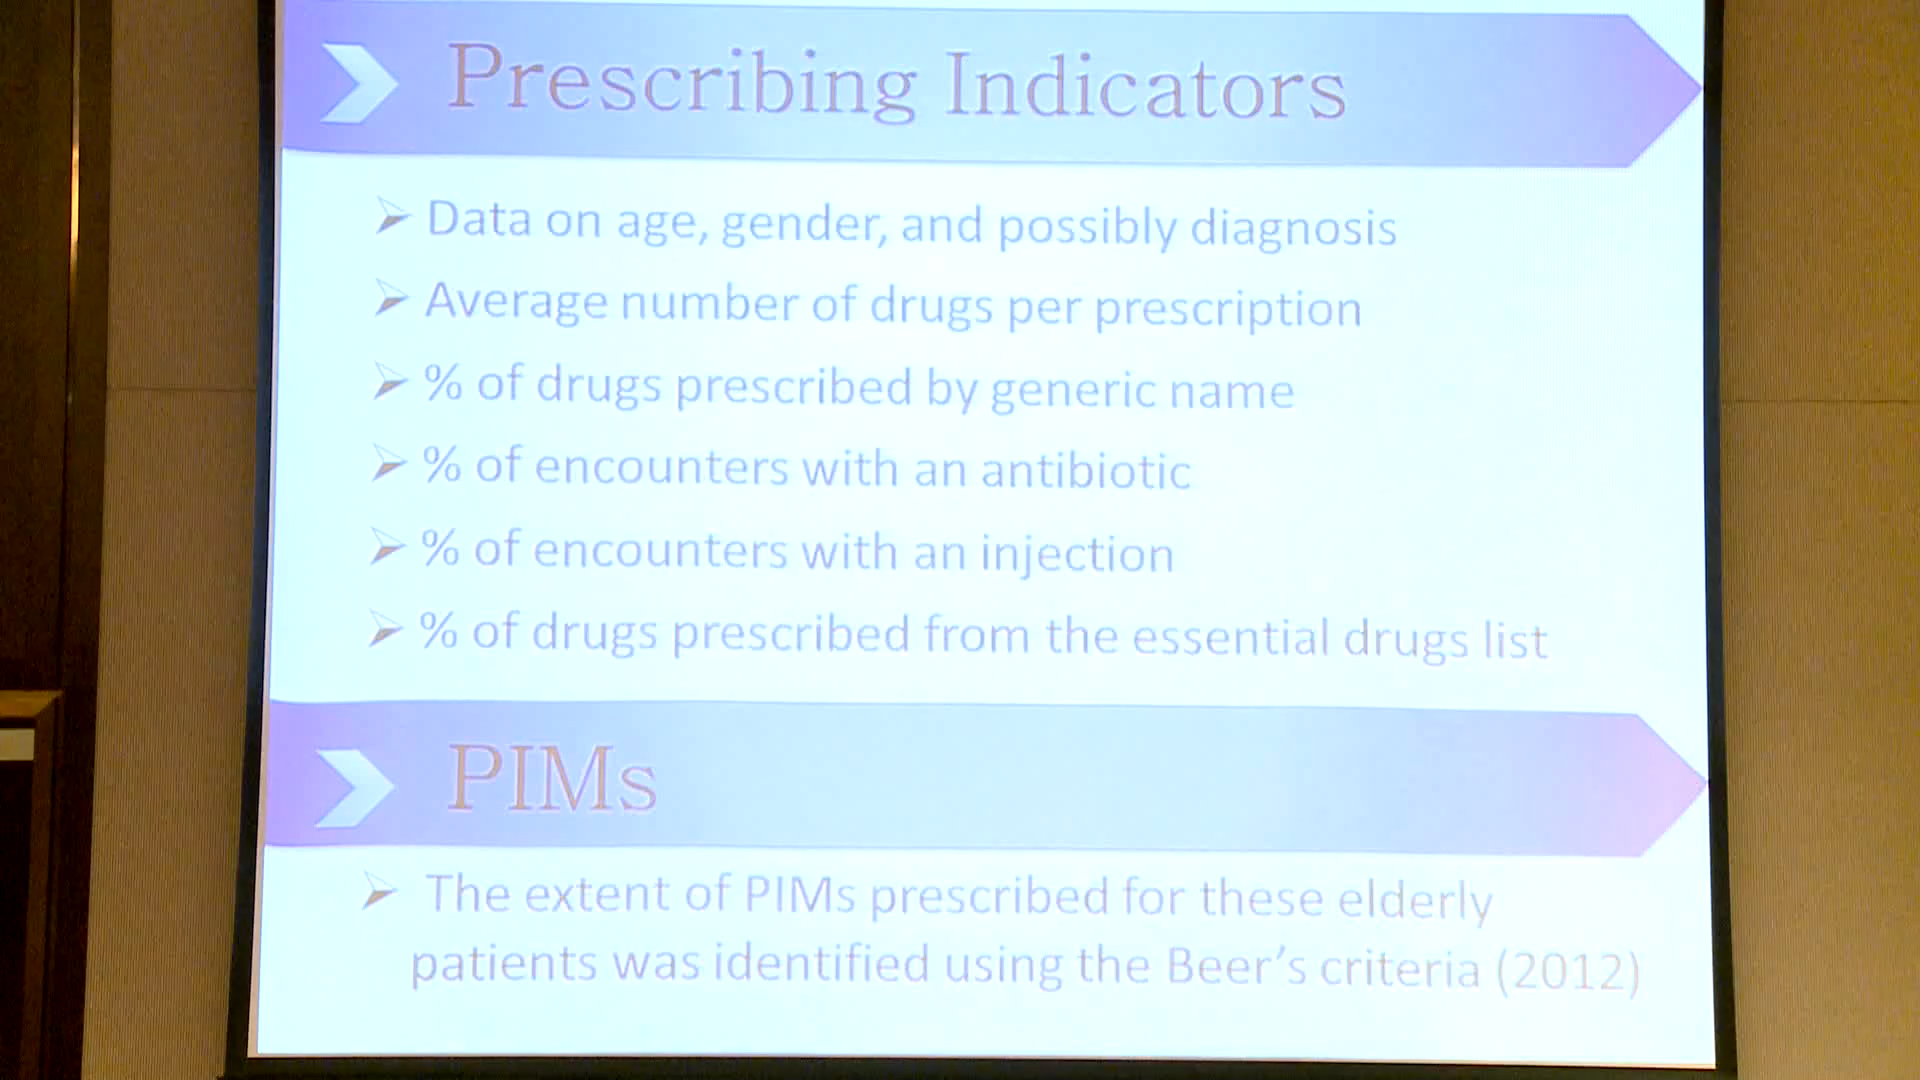 Prescribing Indicators
Data on age, gender, and possibly diagnosis
Average number of drugs per prescription
% of drugs prescribed by generic name
% of encounters with an antibiotic
% of encounters with an injection
% of drugs prescribed from the essential drugs list
PIMs
The extent of PIMs prescribed for these elderly
patients was identified using the Beer's criteria (2012)